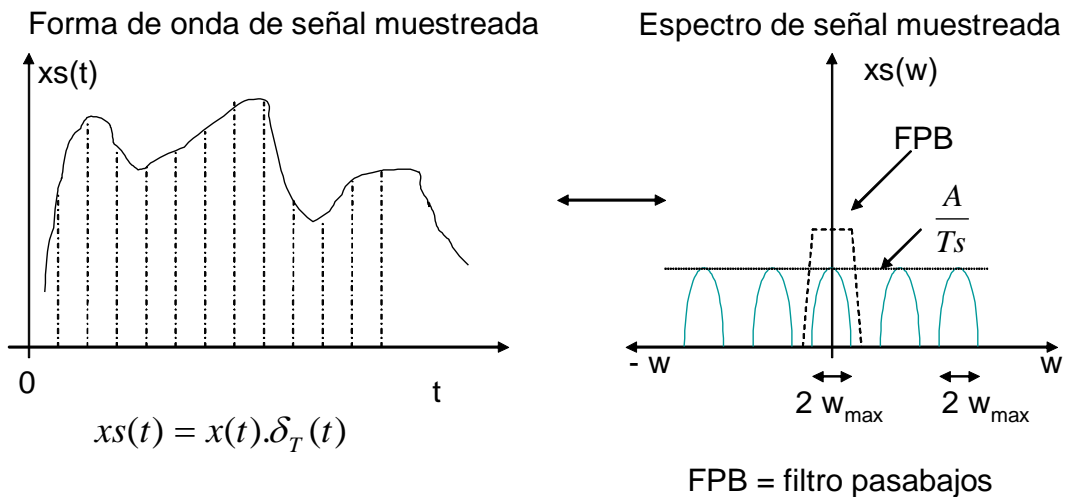 Forma de onda de señal muestreada
xs(t)
0
t
xs(t) = x(t).δ_T(t)
Espectro de señal muestreada
xs(w)
FPB
A
Ts
- w
w
2 w_max
2 w_max
FPB = filtro pasabajos